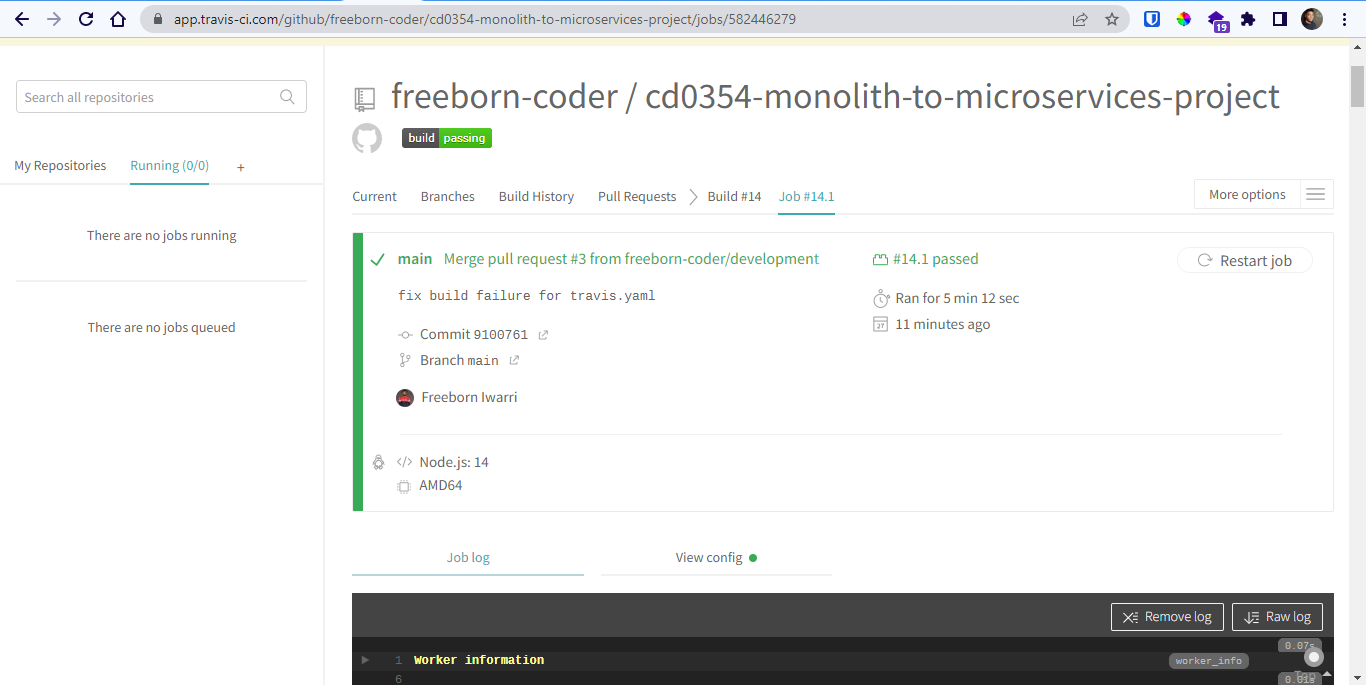 app.travis-ci.com/github/freeborn-coder/cd0354-monolith-to-microservices-project/jobs/582446279
19
Search all repositories
My Repositories
Running (0/0)
+
There are no jobs running
There are no jobs queued
freeborn-coder / cd0354-monolith-to-microservices-project
build passing
Current
Branches
Build History
Pull Requests
Build #14
Job #14.1
More options
main Merge pull request #3 from freeborn-coder/development
fix build failure for travis.yaml
Commit 9100761
Branch main
Freeborn Iwarri
#14.1 passed
Ran for 5 min 12 sec
11 minutes ago
Restart job
Node.js: 14
AMD64
Job log
View config
Remove log
Raw log
0.07s
1 Worker information
worker_info
6
0.01s
Top